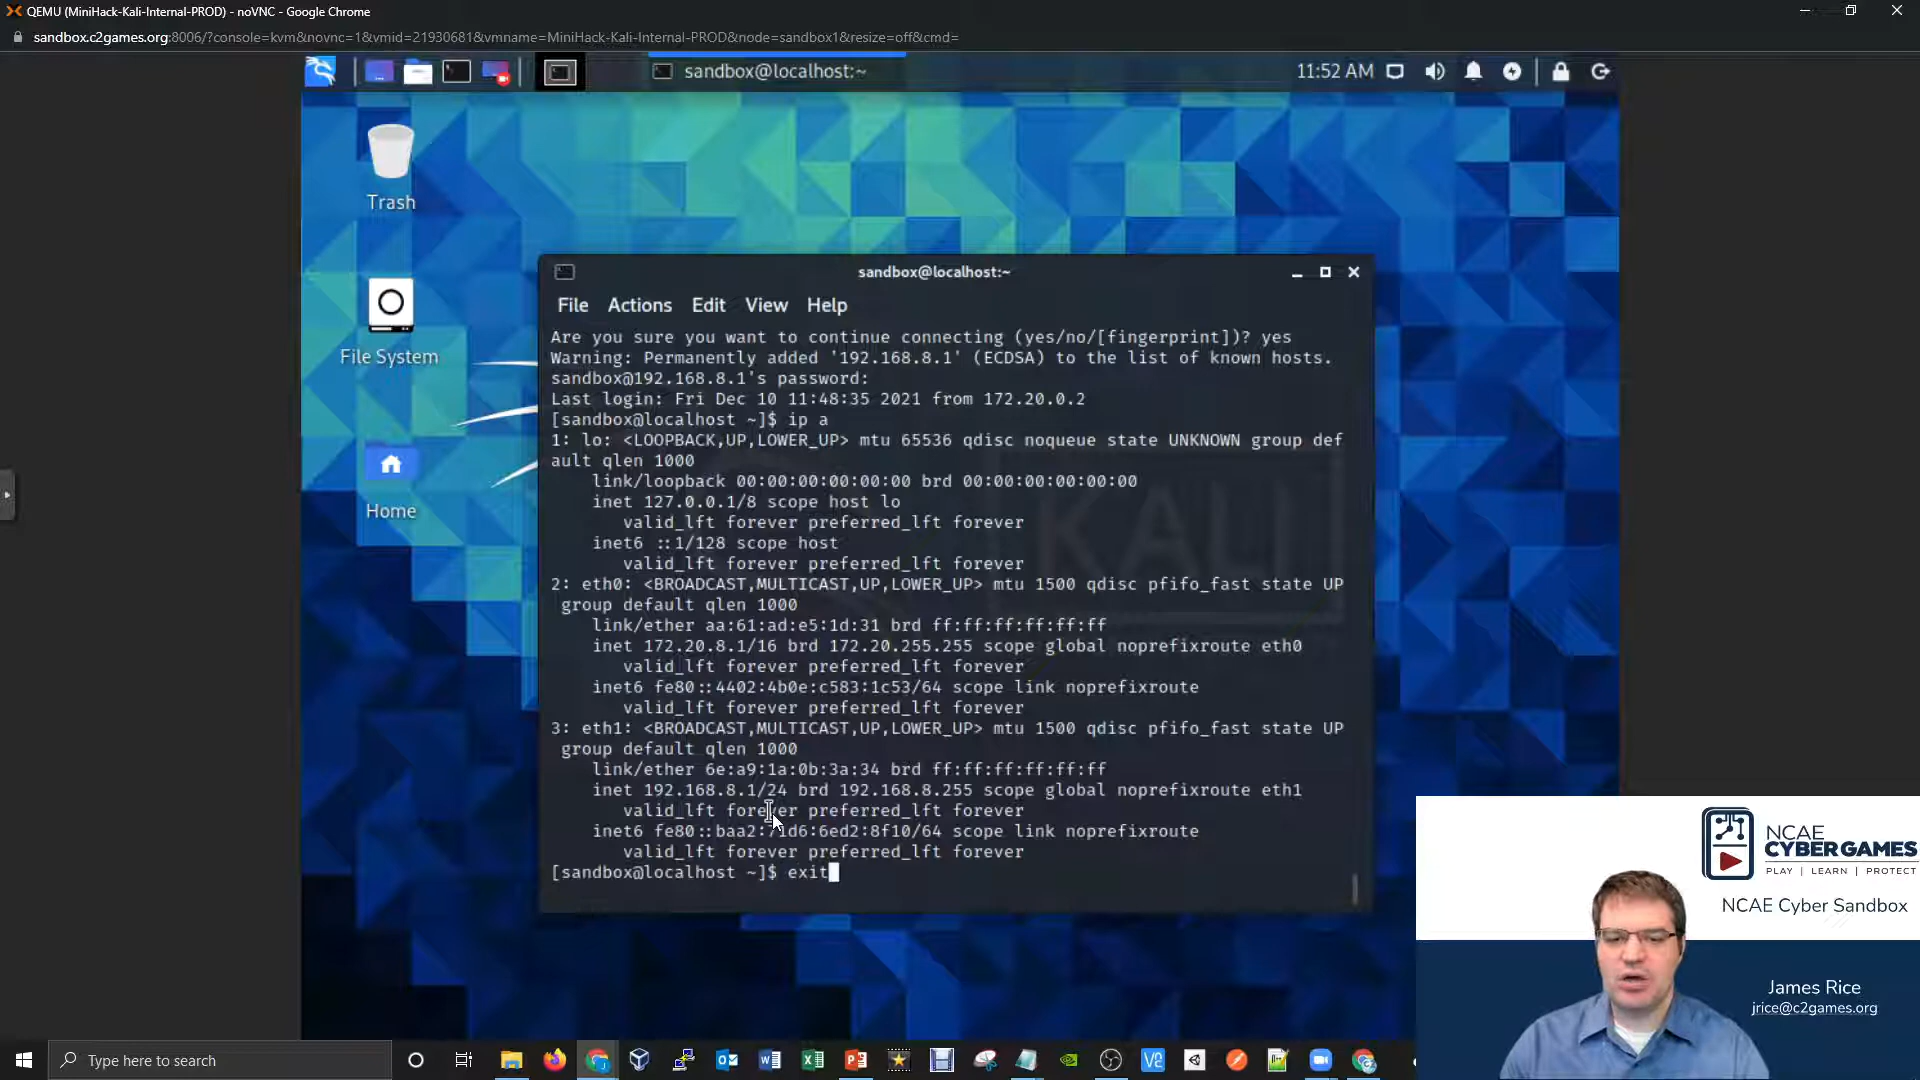 QEMU (MiniHack-Kali-Internal-PROD) - noVNC - Google Chrome
sandbox.c2games.org:8006/?console=kvm&novnc=1&vmid=21930681&vmname=MiniHack-Kali-Internal-PROD&node=sandbox1&resize=off&cmd=
sandbox@localhost:~
11:52 AM
Trash
File System
Home
sandbox@localhost:~
File Actions Edit View Help
Are you sure you want to continue connecting (yes/no/[fingerprint])? yes
Warning: Permanently added '192.168.8.1' (ECDSA) to the list of known hosts.
sandbox@192.168.8.1's password:
Last login: Fri Dec 10 11:48:35 2021 from 172.20.0.2
[sandbox@localhost ~]$ ip a
1: lo: <LOOPBACK,UP,LOWER_UP> mtu 65536 qdisc noqueue state UNKNOWN group def
ault qlen 1000
link/loopback 00:00:00:00:00:00 brd 00:00:00:00:00:00
inet 127.0.0.1/8 scope host lo
valid_lft forever preferred_lft forever
inet6 ::1/128 scope host
valid_lft forever preferred_lft forever
2: eth0: <BROADCAST,MULTICAST,UP,LOWER_UP> mtu 1500 qdisc pfifo_fast state UP
group default qlen 1000
link/ether aa:61:ad:e5:1d:31 brd ff:ff:ff:ff:ff:ff
inet 172.20.8.1/16 brd 172.20.255.255 scope global noprefixroute eth0
valid_lft forever preferred_lft forever
inet6 fe80::4402:4b0e:c583:1c53/64 scope link noprefixroute
valid_lft forever preferred_lft forever
3: eth1: <BROADCAST,MULTICAST,UP,LOWER_UP> mtu 1500 qdisc pfifo_fast state UP
group default qlen 1000
link/ether 6e:a9:1a:0b:3a:34 brd ff:ff:ff:ff:ff:ff
inet 192.168.8.1/24 brd 192.168.8.255 scope global noprefixroute eth1
valid_lft forever preferred_lft forever
inet6 fe80::baa2:71d6:6ed2:8f10/64 scope link noprefixroute
valid_lft forever preferred_lft forever
[sandbox@localhost ~]$ exit
KALI
NCAE
CYBERGAMES
PLAY | LEARN | PROTECT
NCAE Cyber Sandbox
James Rice
jrice@c2games.org
Type here to search